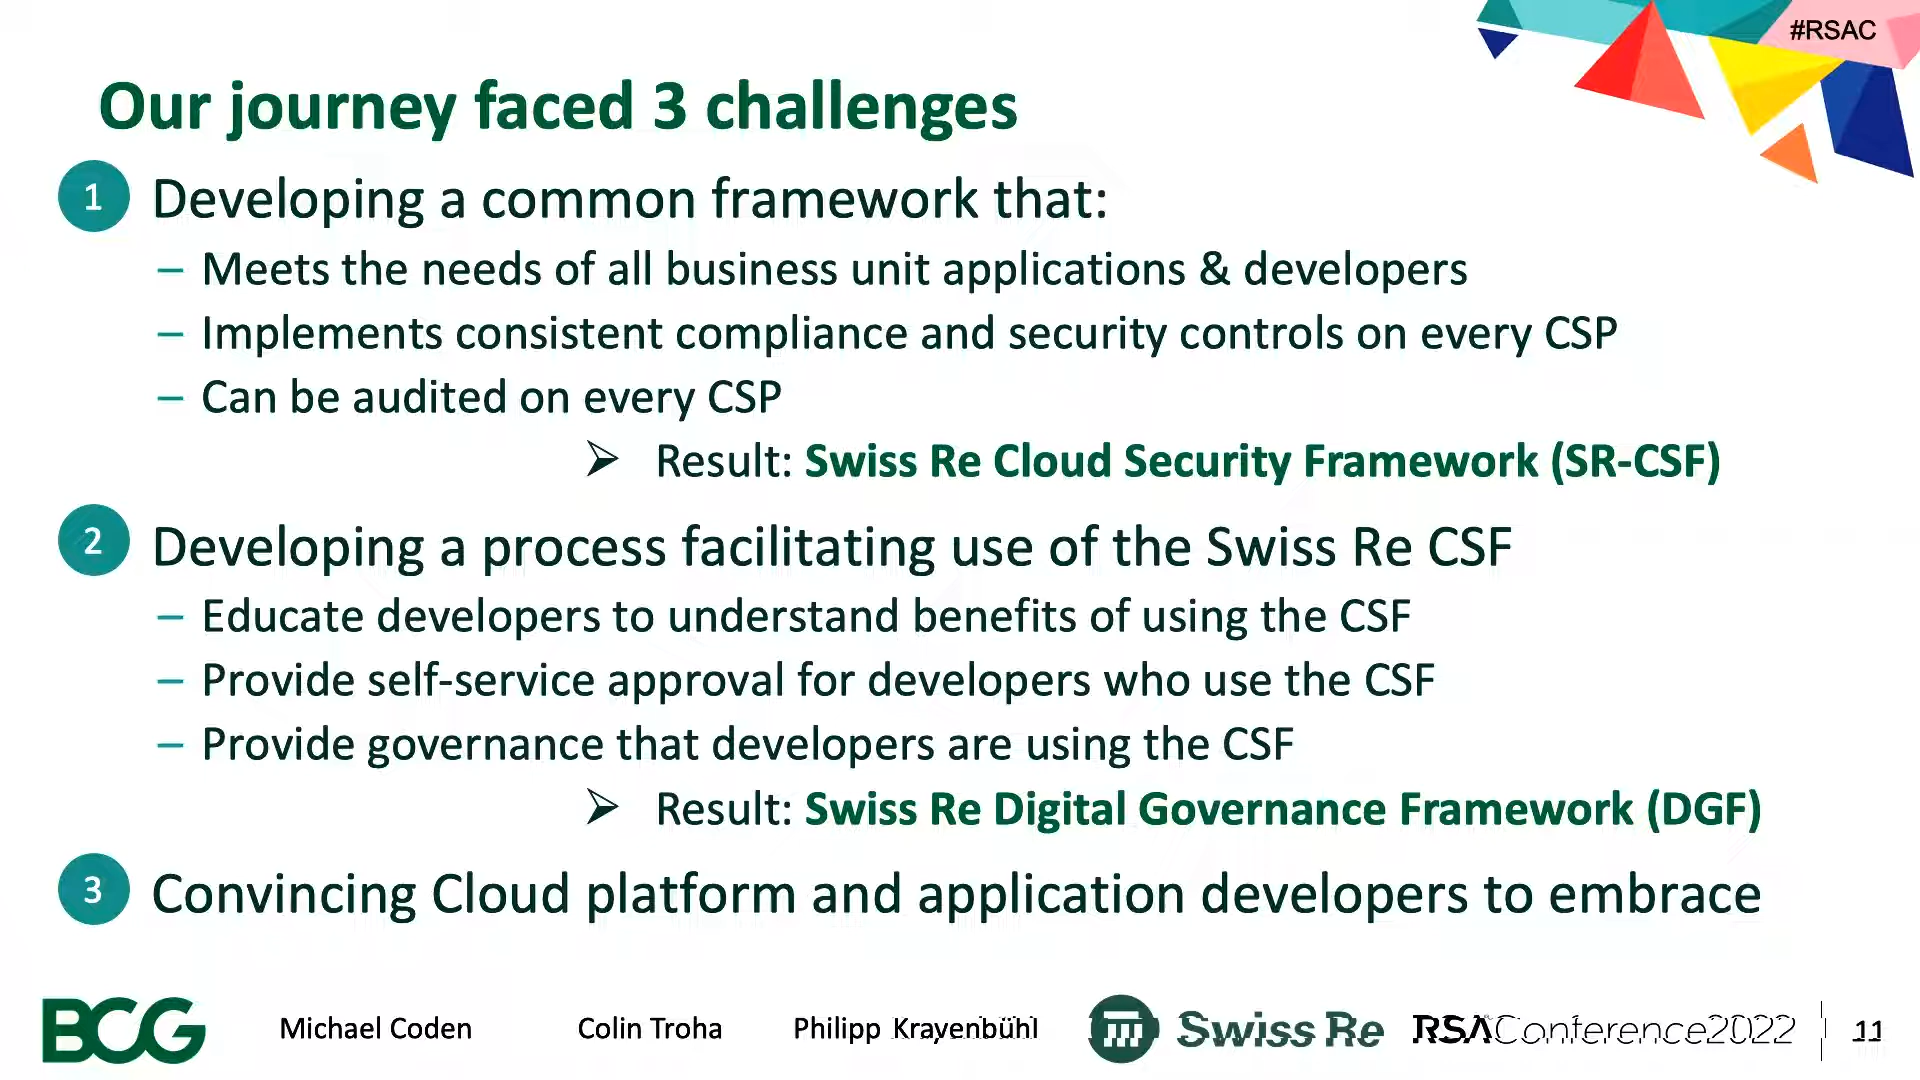 #RSAC
Our journey faced 3 challenges
1 Developing a common framework that:
– Meets the needs of all business unit applications & developers
– Implements consistent compliance and security controls on every CSP
– Can be audited on every CSP
➢ Result: Swiss Re Cloud Security Framework (SR-CSF)
2 Developing a process facilitating use of the Swiss Re CSF
– Educate developers to understand benefits of using the CSF
– Provide self-service approval for developers who use the CSF
– Provide governance that developers are using the CSF
➢ Result: Swiss Re Digital Governance Framework (DGF)
3 Convincing Cloud platform and application developers to embrace
BCG Michael Coden Colin Troha Philipp Krayenbühl Swiss Re RSAConference2022 11